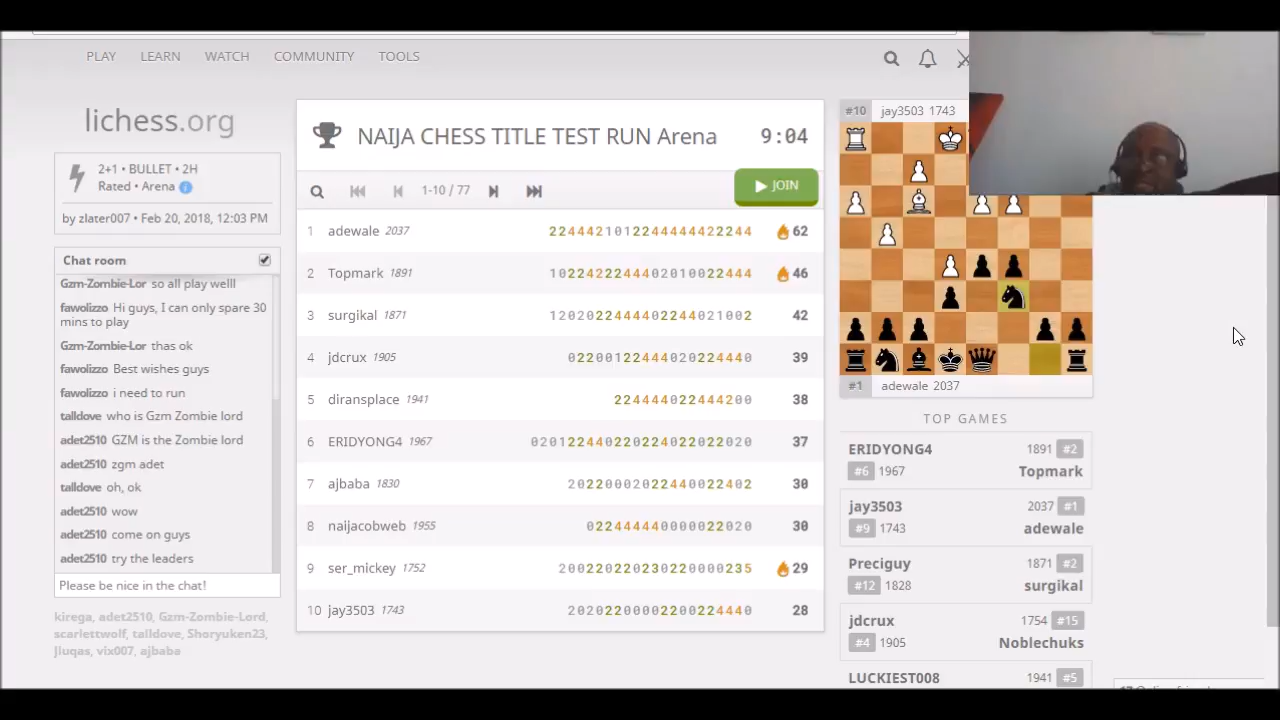 PLAY LEARN WATCH COMMUNITY TOOLS
lichess.org
2+1 • BULLET • 2H
Rated • Arena
by zlater007 • Feb 20, 2018, 12:03 PM
Chat room
Gzm-Zombie-Lor so all play welll
fawolizzo Hi guys, I can only spare 30
mins to play
Gzm-Zombie-Lor thas ok
fawolizzo Best wishes guys
fawolizzo i need to run
talldove who is Gzm Zombie lord
adet2510 GZM is the Zombie lord
adet2510 zgm adet
talldove oh, ok
adet2510 wow
adet2510 come on guys
adet2510 try the leaders
Please be nice in the chat!
kirega, adet2510, Gzm-Zombie-Lord,
scarlettwolf, talldove, Shoryuken23,
Jluqas, vix007, ajbaba
NAIJA CHESS TITLE TEST RUN Arena 9:04
1-10 / 77 JOIN
1 adewale 2037 2244421012244444422244 62
2 Topmark 1891 1022422244402010022444 46
3 surgikal 1871 1202022444402244021002 42
4 jdcrux 1905 022001224444020224440 39
5 diransplace 1941 22444402244420​0 38
6 ERIDYONG4 1967 020122440220224022022020 37
7 ajbaba 1830 20220002022440022402 30
8 naijacobweb 1955 022444440000022020 30
9 ser_mickey 1752 200220220230220000235 29
10 jay3503 1743 20202200002200224440 28
#10 jay3503 1743
#1 adewale 2037
TOP GAMES
ERIDYONG4 1891 #2
#6 1967 Topmark
jay3503 2037 #1
#9 1743 adewale
Preciguy 1871 #2
#12 1828 surgikal
jdcrux 1754 #15
#4 1905 Noblechuks
LUCKIEST008 1941 #5